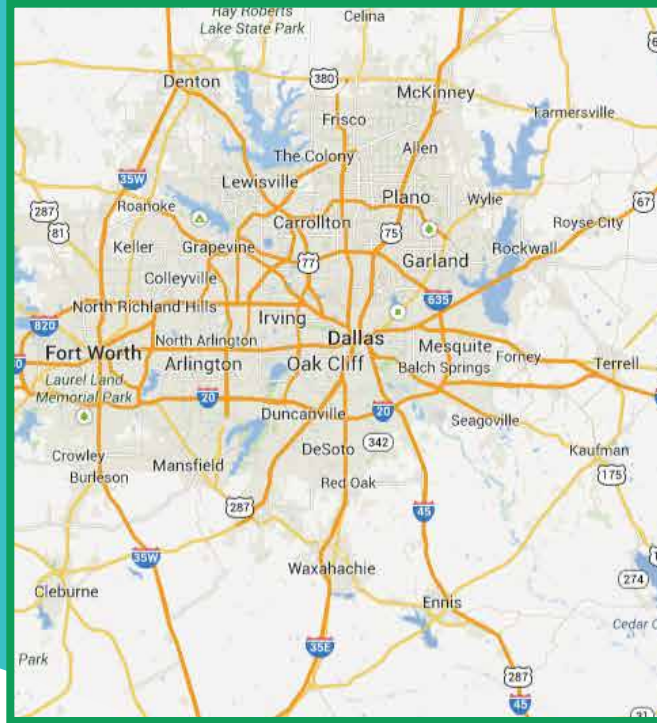 Ray Roberts
Lake State Park
Celina
Denton
380
McKinney
Frisco
Farmersville
The Colony
Allen
35W
Lewisville
Plano
287
Roanoke
Wylie
67
81
Carrollton
75
Royse City
Keller
Grapevine
77
Garland
Rockwall
Colleyville
635
North Richland Hills
Irving
820
North Arlington
Dallas
Mesquite
Fort Worth
Arlington
Oak Cliff
Forney
Terrell
Balch Springs
Laurel Land
Memorial Park
20
Duncanville
20
Seagoville
342
Crowley
DeSoto
Kaufman
Mansfield
Burleson
Red Oak
175
287
45
35W
Waxahachie
274
Cleburne
Ennis
Cedar C
35E
Park
287
45
31